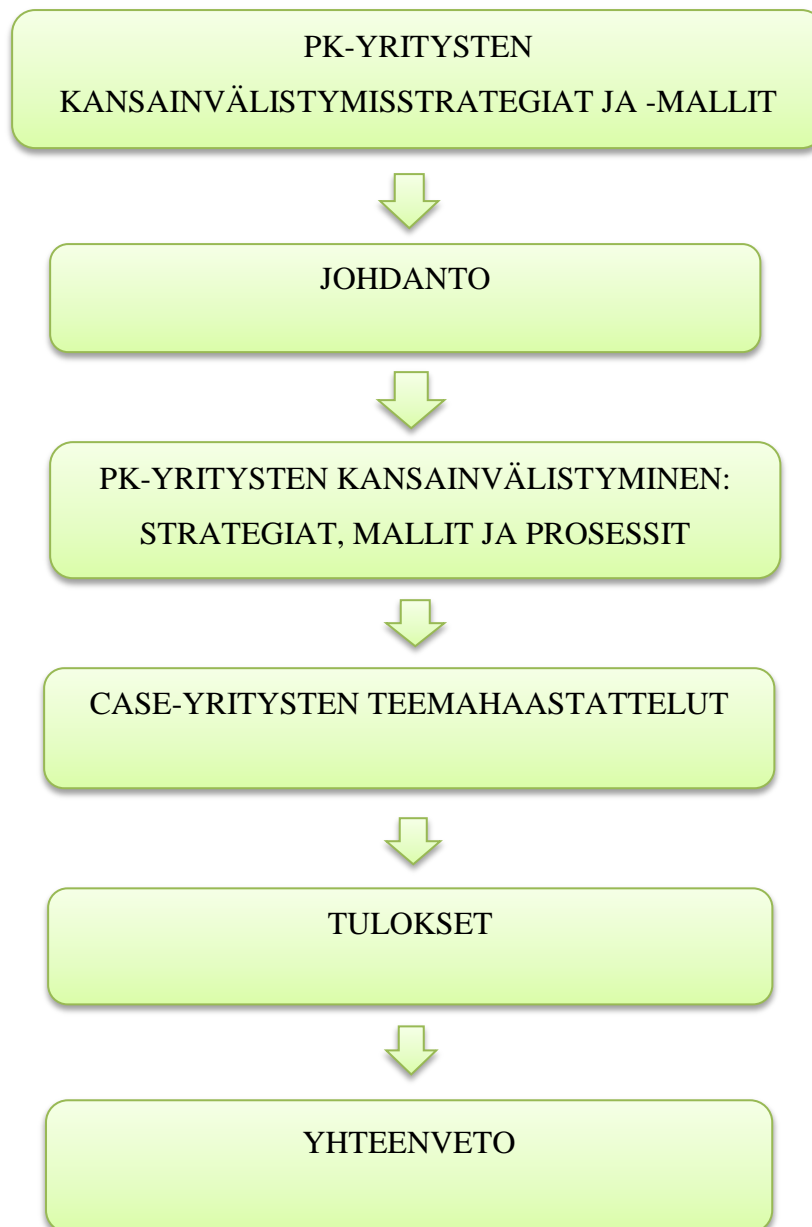 PK-YRITYSTEN
KANSAINVÄLISTYMISSTRATEGIAT JA -MALLIT
JOHDANTO
PK-YRITYSTEN KANSAINVÄLISTYMINEN:
STRATEGIAT, MALLIT JA PROSESSIT
CASE-YRITYSTEN TEEMAHAASTATTELUT
TULOKSET
YHTEENVETO